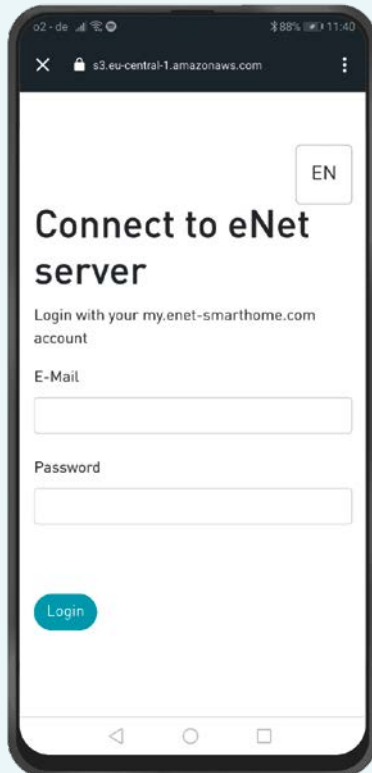 o2 - de 88% 11:40
s3.eu-central-1.amazonaws.com
EN
Connect to eNet
server
Login with your my.enet-smarthome.com
account
E-Mail
Password
Login